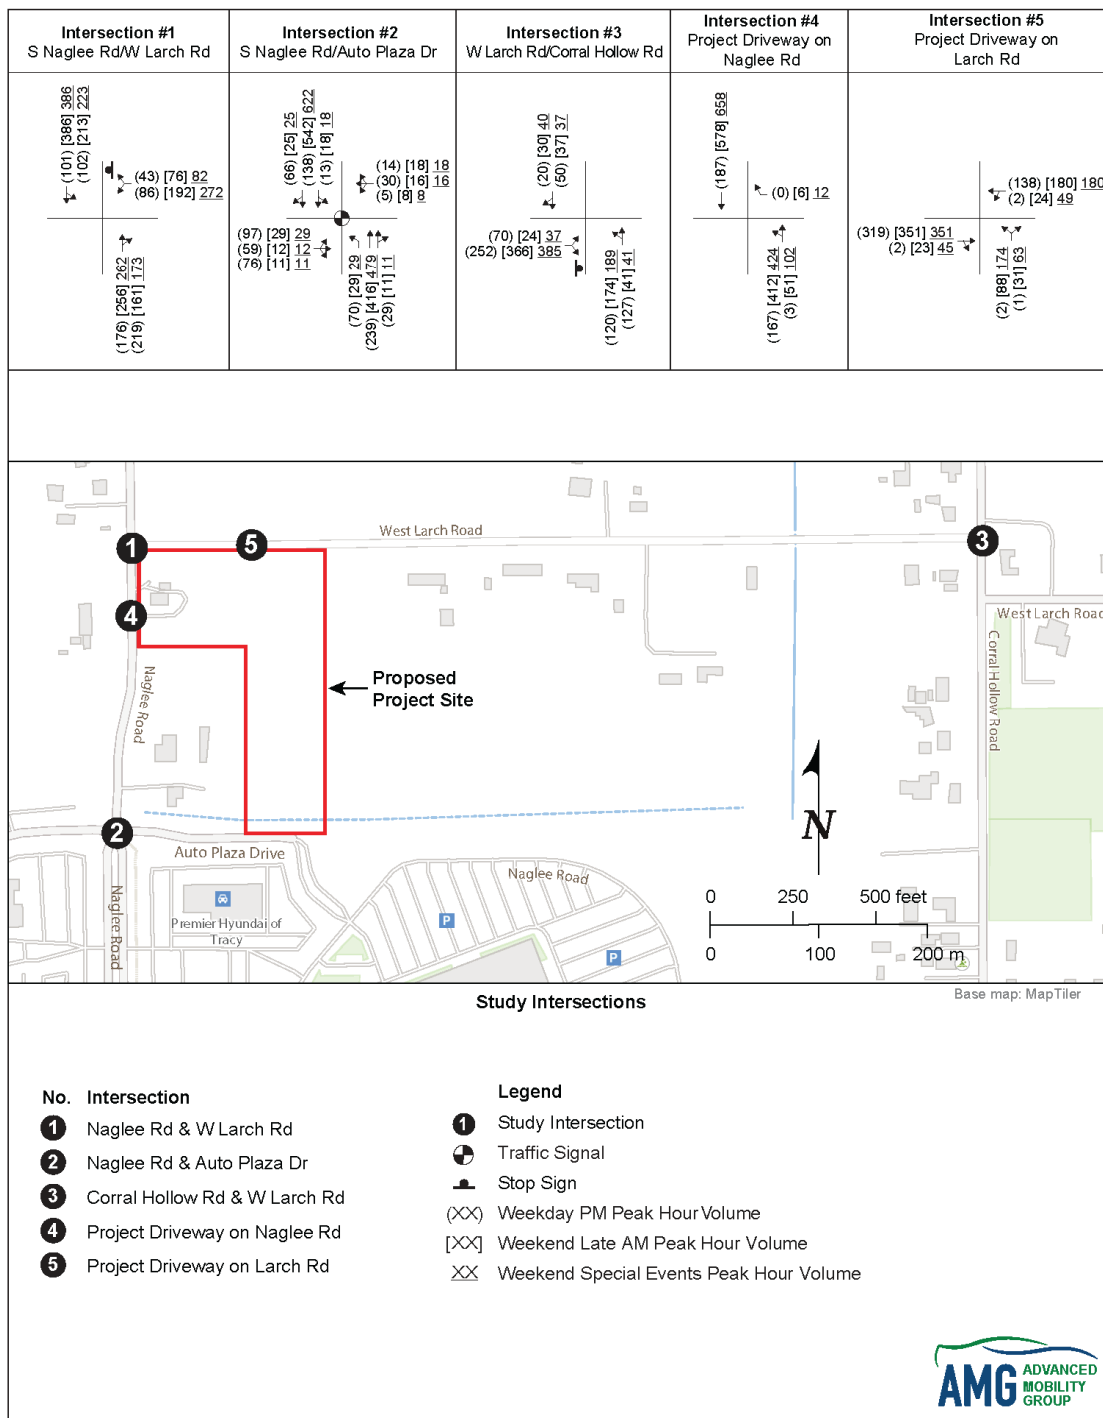 Intersection #1
S Naglee Rd/W Larch Rd
(101) [386] 386
(102) [213] 223
(43) [76] 82
(86) [192] 272
(176) [256] 262
(219) [161] 173
Intersection #2
S Naglee Rd/Auto Plaza Dr
(66) [25] 25
(138) [542] 622
(13) [18] 18
(14) [18] 18
(30) [16] 16
(5) [8] 8
(97) [29] 29
(59) [12] 12
(76) [11] 11
(70) [29] 29
(239) [416] 479
(29) [11] 11
Intersection #3
W Larch Rd/Corral Hollow Rd
(20) [30] 40
(50) [37] 37
(70) [24] 37
(252) [366] 385
(120) [174] 189
(127) [41] 41
Intersection #4
Project Driveway on
Naglee Rd
(187) [578] 658
(0) [6] 12
(167) [412] 424
(3) [51] 102
Intersection #5
Project Driveway on
Larch Rd
(138) [180] 180
(2) [24] 49
(319) [351] 351
(2) [23] 45
(2) [88] 174
(1) [31] 63
West Larch Road
1
5
3
4
West Larch Road
Corral Hollow Road
Proposed
Project Site
Naglee Road
N
2
Auto Plaza Drive
Naglee Road
Naglee Road
Premier Hyundai of
Tracy
P
P
0 250 500 feet
0 100 200 m
Study Intersections
Base map: MapTiler
No. Intersection
1 Naglee Rd & W Larch Rd
2 Naglee Rd & Auto Plaza Dr
3 Corral Hollow Rd & W Larch Rd
4 Project Driveway on Naglee Rd
5 Project Driveway on Larch Rd
Legend
1 Study Intersection
Traffic Signal
Stop Sign
(XX) Weekday PM Peak Hour Volume
[XX] Weekend Late AM Peak Hour Volume
XX Weekend Special Events Peak Hour Volume
AMG
ADVANCED
MOBILITY
GROUP